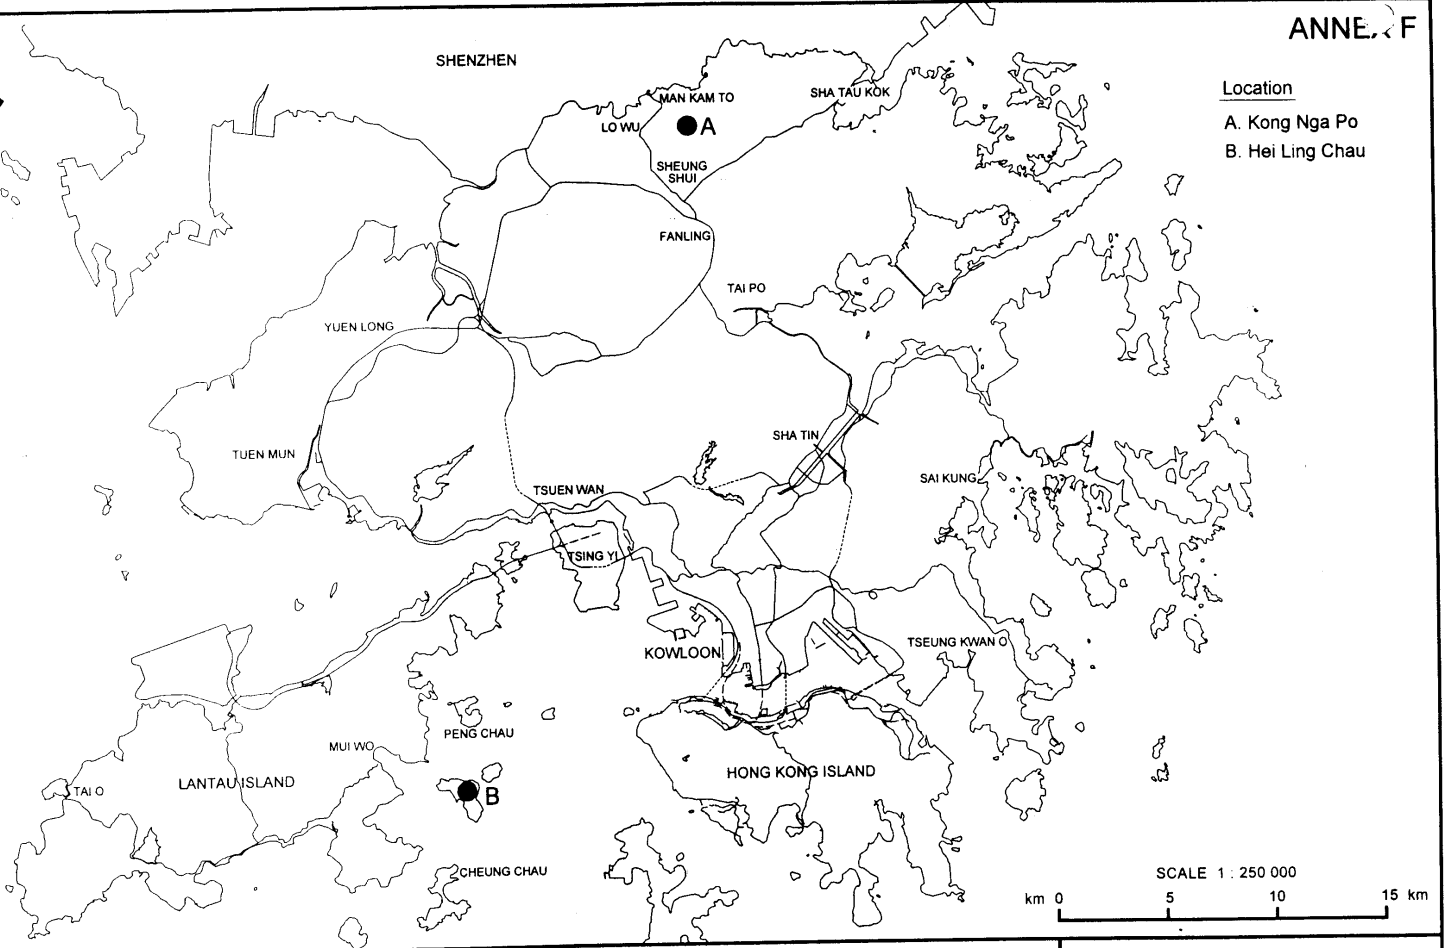 ANNEX F
SHENZHEN
Location
MAN KAM TO
SHA TAU KOK
A. Kong Nga Po
LO WU
A
B. Hei Ling Chau
SHEUNG
SHUI
FANLING
TAI PO
YUEN LONG
SHA TIN
TUEN MUN
SAI KUNG
TSUEN WAN
TSING YI
TSEUNG KWAN O
KOWLOON
PENG CHAU
MUI WO
HONG KONG ISLAND
LANTAU ISLAND
TAI O
B
CHEUNG CHAU
SCALE 1 : 250 000
km 0 5 10 15 km